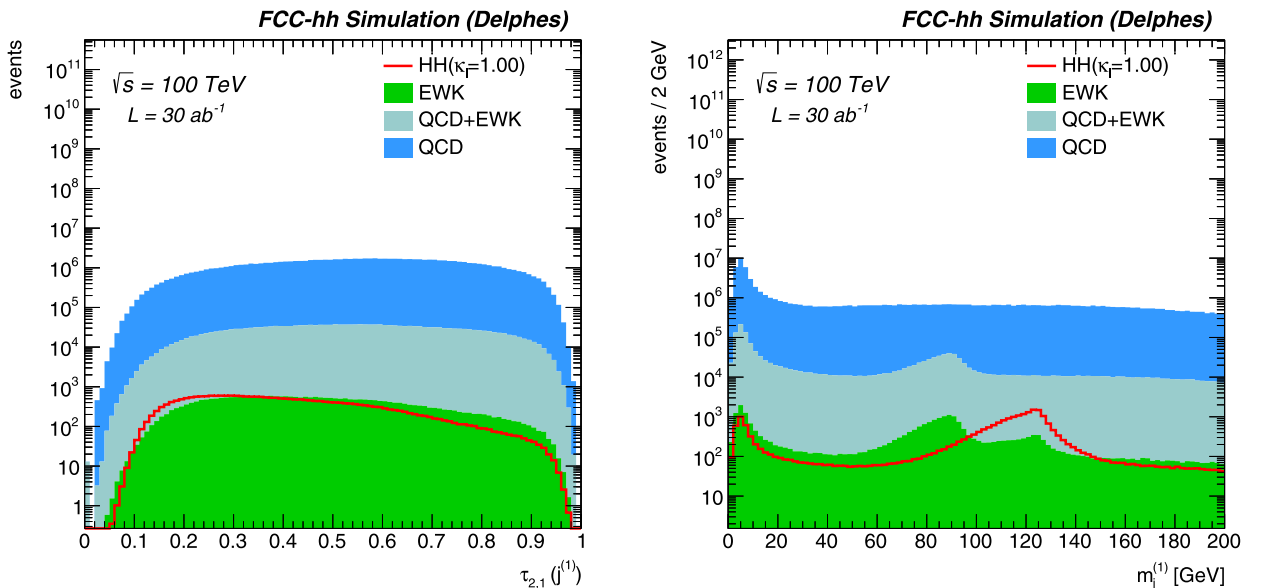 FCC-hh Simulation (Delphes)
events
√s = 100 TeV
L = 30 ab⁻¹
HH(κₗ=1.00)
EWK
QCD+EWK
QCD
10¹¹
10¹⁰
10⁹
10⁸
10⁷
10⁶
10⁵
10⁴
10³
10²
10
1
0 0.1 0.2 0.3 0.4 0.5 0.6 0.7 0.8 0.9 1
τ₂,₁ (j⁽¹⁾)
FCC-hh Simulation (Delphes)
events / 2 GeV
√s = 100 TeV
L = 30 ab⁻¹
HH(κₗ=1.00)
EWK
QCD+EWK
QCD
10¹²
10¹¹
10¹⁰
10⁹
10⁸
10⁷
10⁶
10⁵
10⁴
10³
10²
10
0 20 40 60 80 100 120 140 160 180 200
mⱼ⁽¹⁾ [GeV]